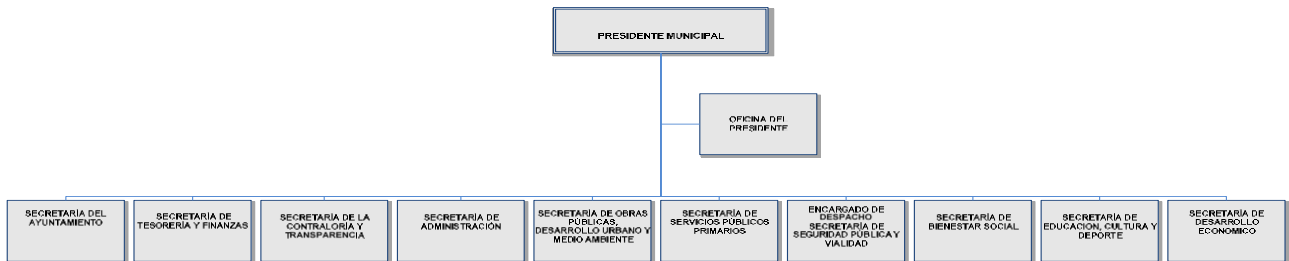 PRESIDENTE MUNICIPAL
OFICINA DEL
PRESIDENTE
SECRETARÍA DEL
AYUNTAMIENTO
SECRETARÍA DE
TESORERÍA Y FINANZAS
SECRETARÍA DE LA
CONTRALORÍA Y
TRANSPARENCIA
SECRETARÍA DE
ADMINISTRACIÓN
SECRETARÍA DE OBRAS
PÚBLICAS,
DESARROLLO URBANO Y
MEDIO AMBIENTE
SECRETARÍA DE
SERVICIOS PÚBLICOS
PRIMARIOS
ENCARGADO DE
DESPACHO
SECRETARÍA DE
SEGURIDAD PÚBLICA Y
VIALIDAD
SECRETARÍA DE
BIENESTAR SOCIAL
SECRETARÍA DE
EDUCACION, CULTURA Y
DEPORTE
SECRETARÍA DE
DESARROLLO
ECONOMICO